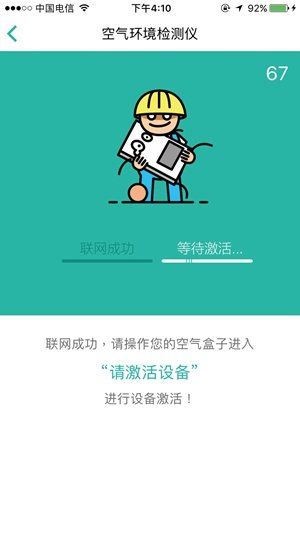 中国电信 下午4:10 92%
空气环境检测仪
67
联网成功 等待激活...
联网成功，请操作您的空气盒子进入
“请激活设备”
进行设备激活！